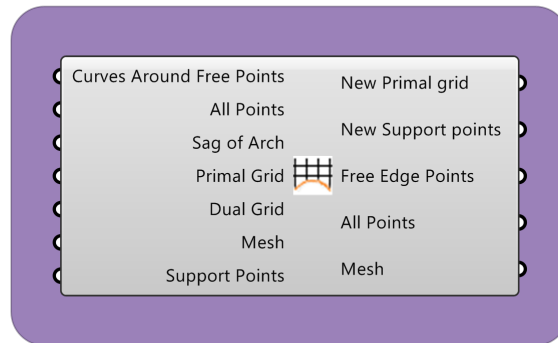 Curves Around Free Points
All Points
Sag of Arch
Primal Grid
Dual Grid
Mesh
Support Points
New Primal grid
New Support points
Free Edge Points
All Points
Mesh